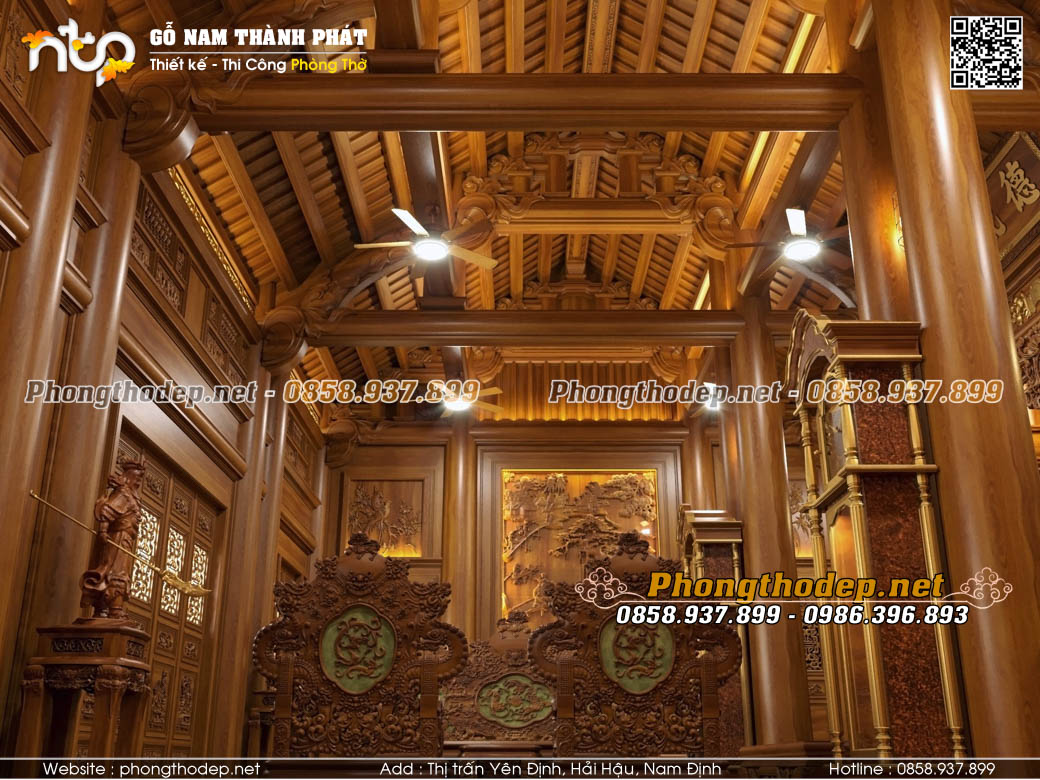 ntp GỖ NAM THÀNH PHÁT
Thiết kế - Thi Công Phòng Thờ
德
Phongthodep.net - 0858.937.899 Phongthodep.net - 0858.937.899
Phongthodep.net
0858.937.899 - 0986.396.893
Website : phongthodep.net Add : Thị trấn Yên Định, Hải Hậu, Nam Định Hotline : 0858.937.899